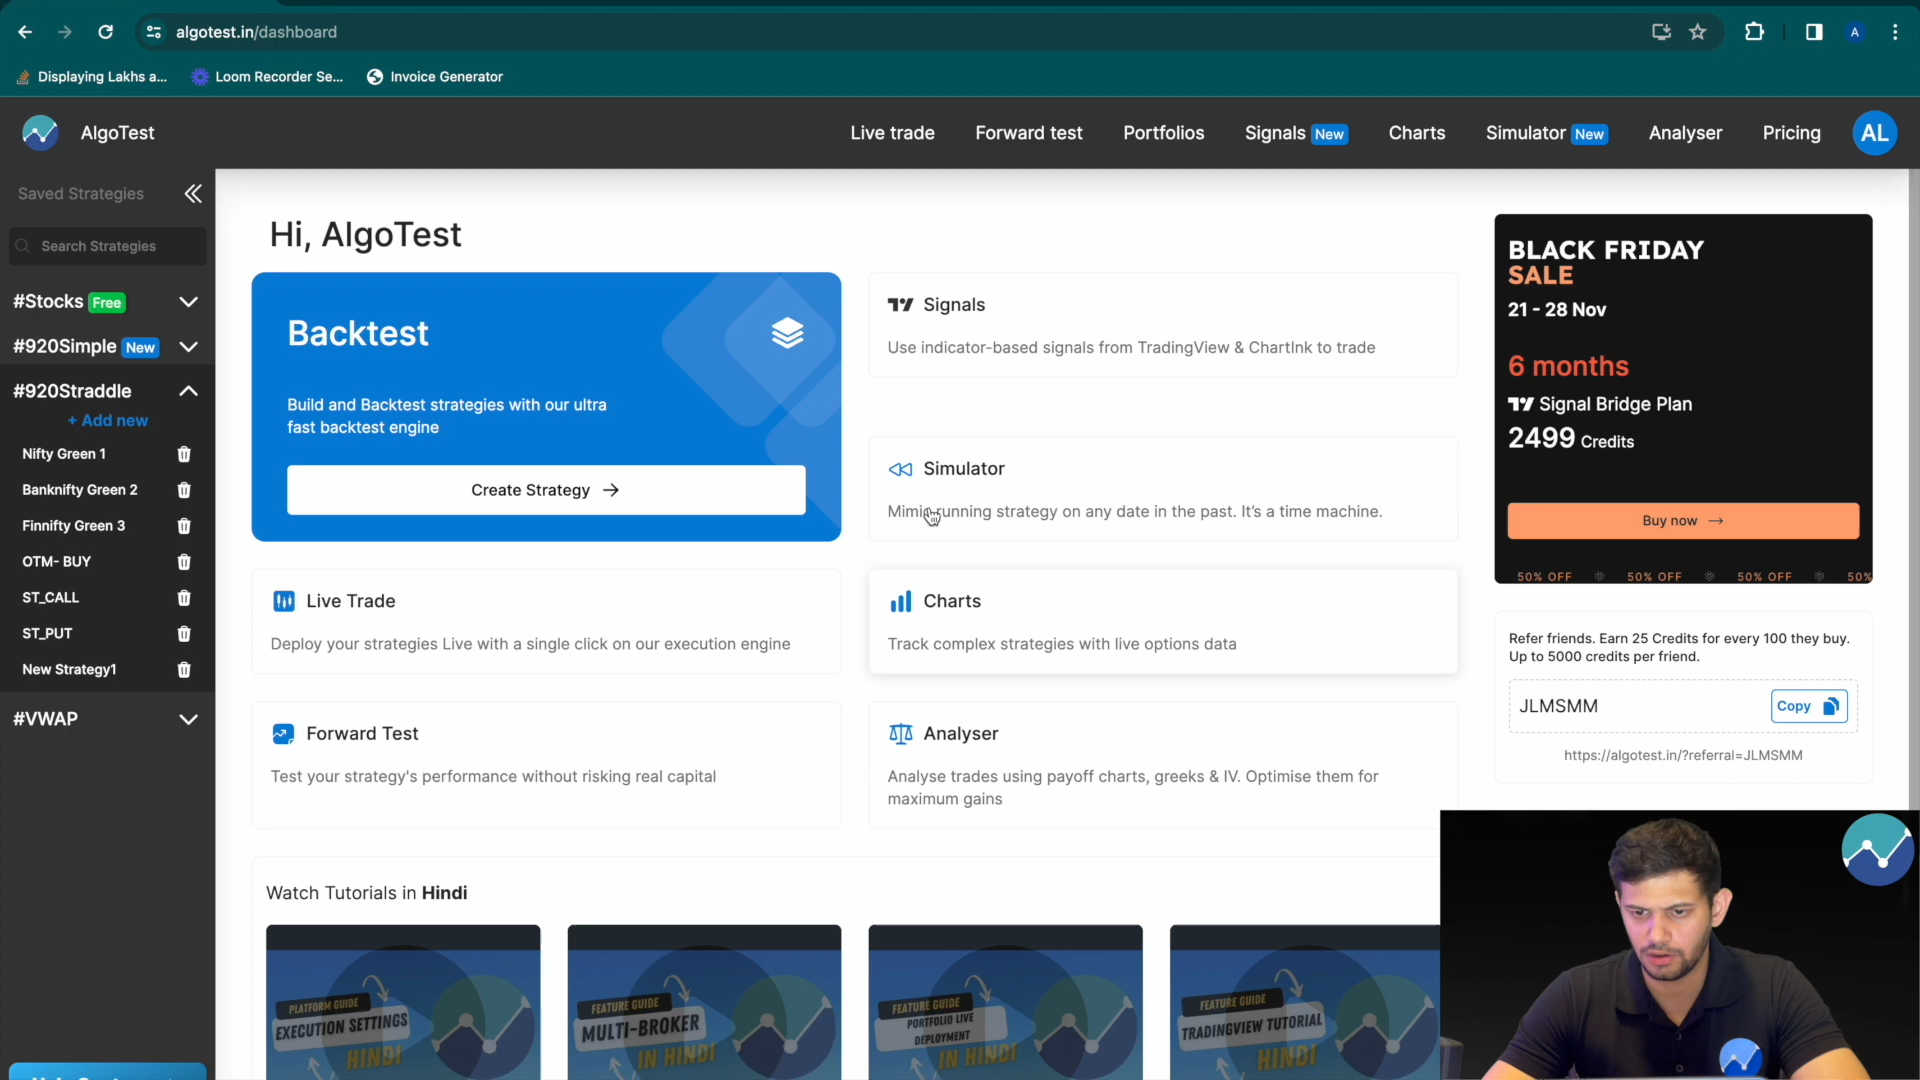 algotest.in/dashboard
A
Displaying Lakhs a...
Loom Recorder Se...
Invoice Generator
AlgoTest
Live trade
Forward test
Portfolios
Signals New
Charts
Simulator New
Analyser
Pricing
AL
Saved Strategies
Search Strategies
#Stocks Free
#920Simple New
#920Straddle
+ Add new
Nifty Green 1
Banknifty Green 2
Finnifty Green 3
OTM- BUY
ST_CALL
ST_PUT
New Strategy1
#VWAP
Hi, AlgoTest
Backtest
Build and Backtest strategies with our ultra
fast backtest engine
Create Strategy
Signals
Use indicator-based signals from TradingView & ChartInk to trade
Simulator
Mimic running strategy on any date in the past. It's a time machine.
Live Trade
Deploy your strategies Live with a single click on our execution engine
Charts
Track complex strategies with live options data
Forward Test
Test your strategy's performance without risking real capital
Analyser
Analyse trades using payoff charts, greeks & IV. Optimise them for
maximum gains
BLACK FRIDAY
SALE
21 - 28 Nov
6 months
Signal Bridge Plan
2499 Credits
Buy now
50% OFF 50% OFF 50% OFF 50%
Refer friends. Earn 25 Credits for every 100 they buy.
Up to 5000 credits per friend.
JLMSMM
Copy
https://algotest.in/?referral=JLMSMM
Watch Tutorials in Hindi
PLATFORM GUIDE
EXECUTION SETTINGS
HINDI
FEATURE GUIDE
MULTI-BROKER
IN HINDI
FEATURE GUIDE
PORTFOLIO LIVE
DEPLOYMENT
IN HINDI
FEATURE GUIDE
TRADINGVIEW TUTORIAL
HINDI